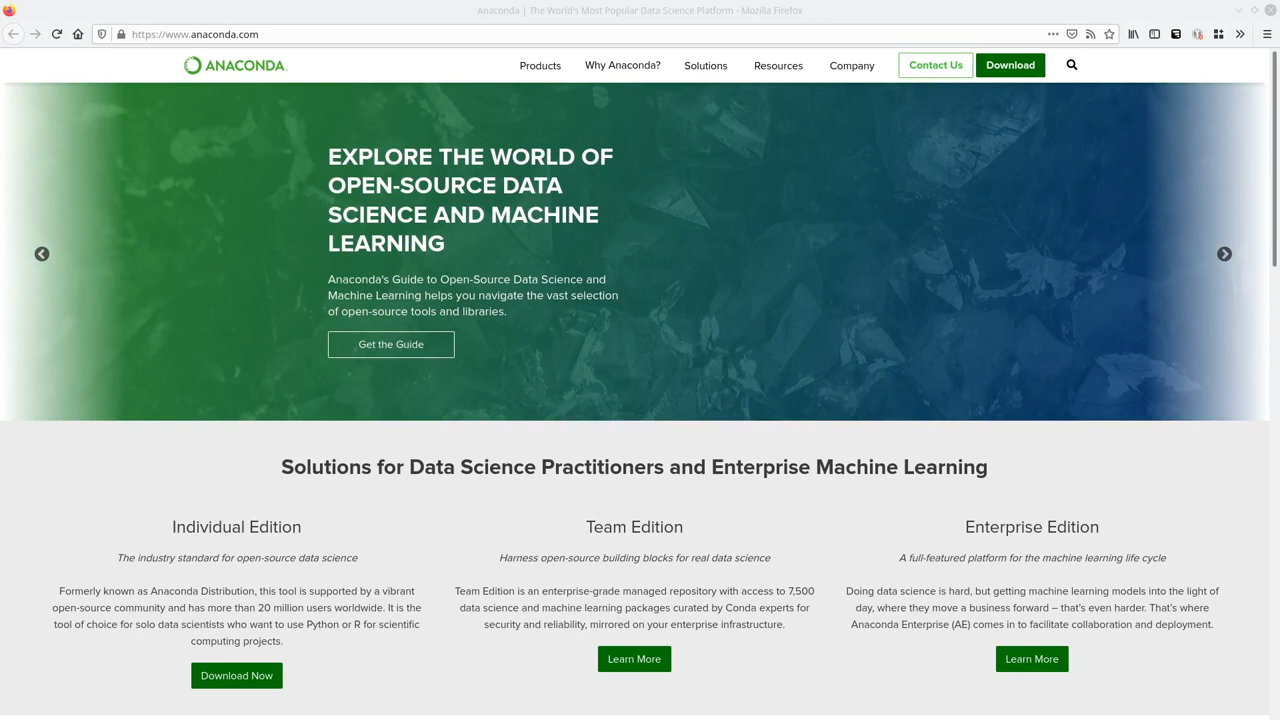 Anaconda | The World's Most Popular Data Science Platform - Mozilla Firefox
https://www.anaconda.com
ANACONDA.
Products
Why Anaconda?
Solutions
Resources
Company
Contact Us
Download
EXPLORE THE WORLD OF
OPEN-SOURCE DATA
SCIENCE AND MACHINE
LEARNING
Anaconda's Guide to Open-Source Data Science and
Machine Learning helps you navigate the vast selection
of open-source tools and libraries.
Get the Guide
Solutions for Data Science Practitioners and Enterprise Machine Learning
Individual Edition
The industry standard for open-source data science
Formerly known as Anaconda Distribution, this tool is supported by a vibrant
open-source community and has more than 20 million users worldwide. It is the
tool of choice for solo data scientists who want to use Python or R for scientific
computing projects.
Download Now
Team Edition
Harness open-source building blocks for real data science
Team Edition is an enterprise-grade managed repository with access to 7,500
data science and machine learning packages curated by Conda experts for
security and reliability, mirrored on your enterprise infrastructure.
Learn More
Enterprise Edition
A full-featured platform for the machine learning life cycle
Doing data science is hard, but getting machine learning models into the light of
day, where they move a business forward – that's even harder. That's where
Anaconda Enterprise (AE) comes in to facilitate collaboration and deployment.
Learn More